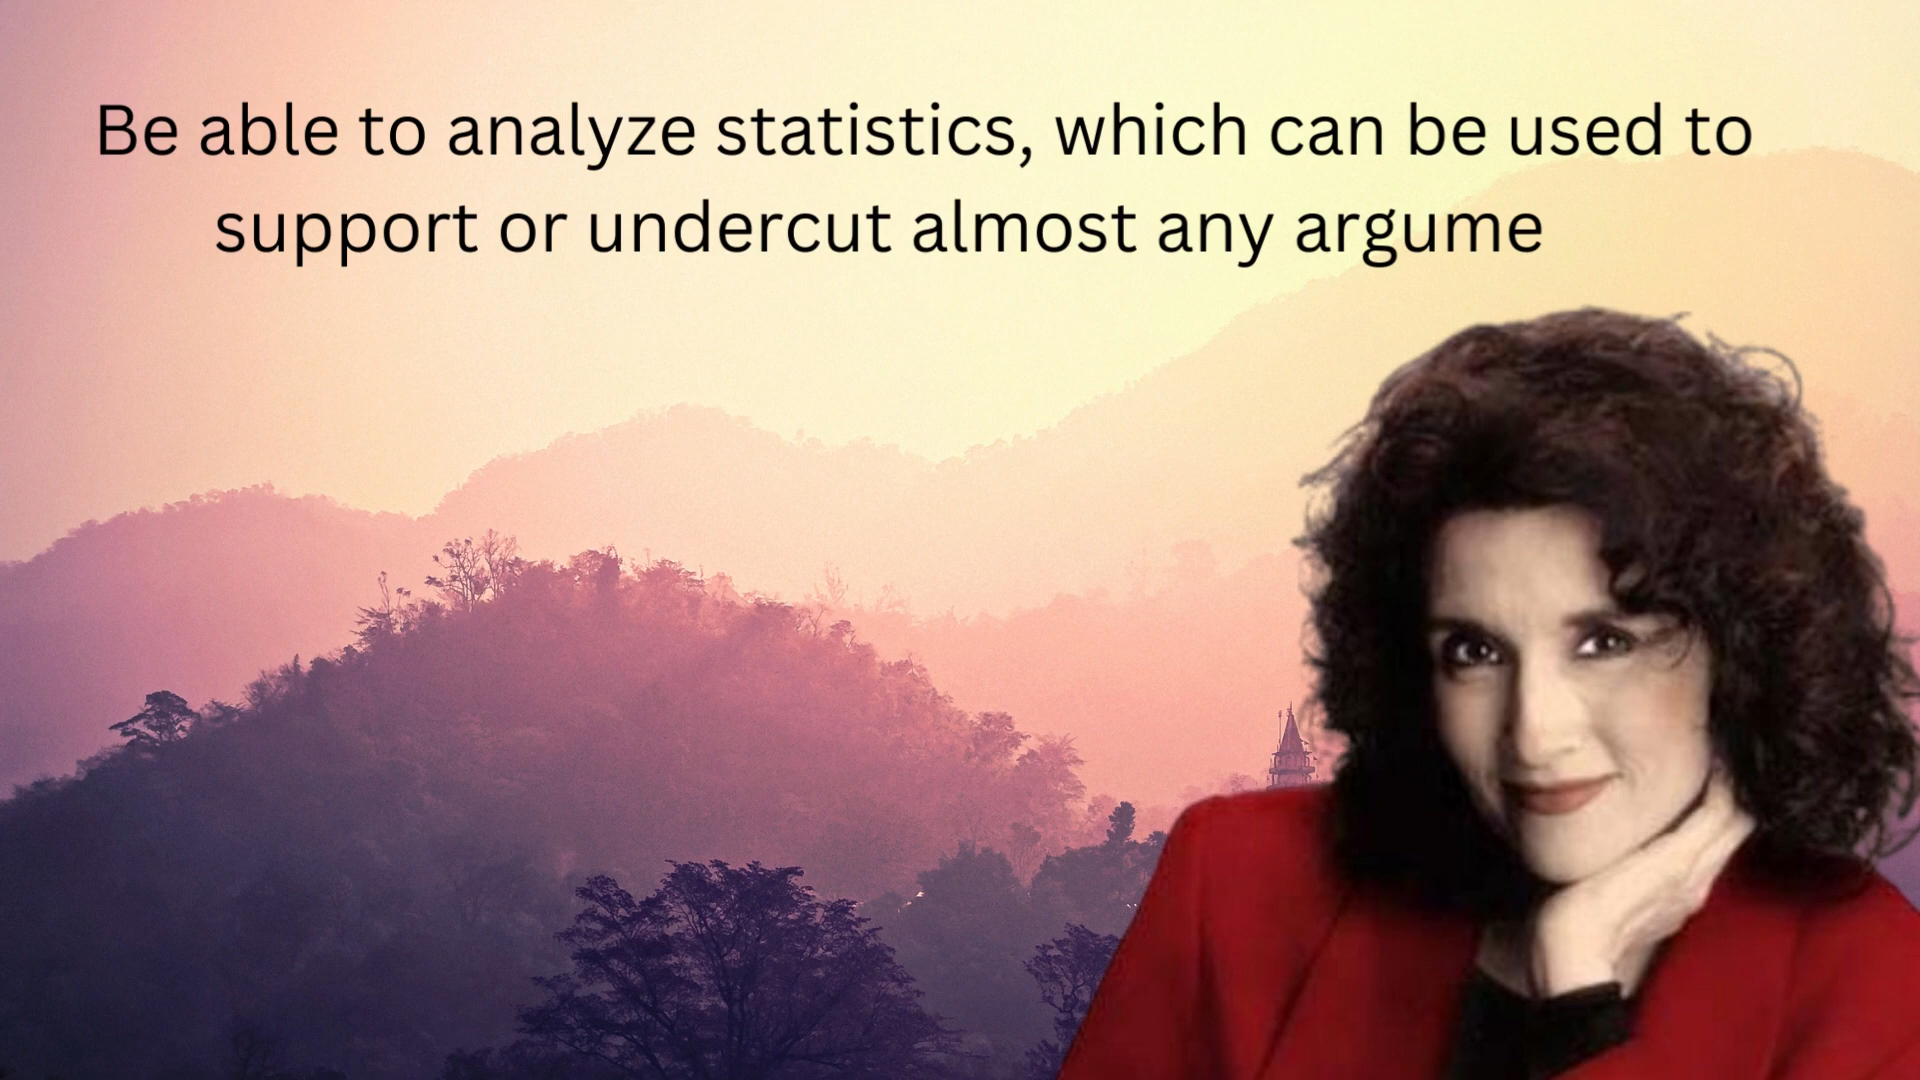 Be able to analyze statistics, which can be used to
support or undercut almost any argume